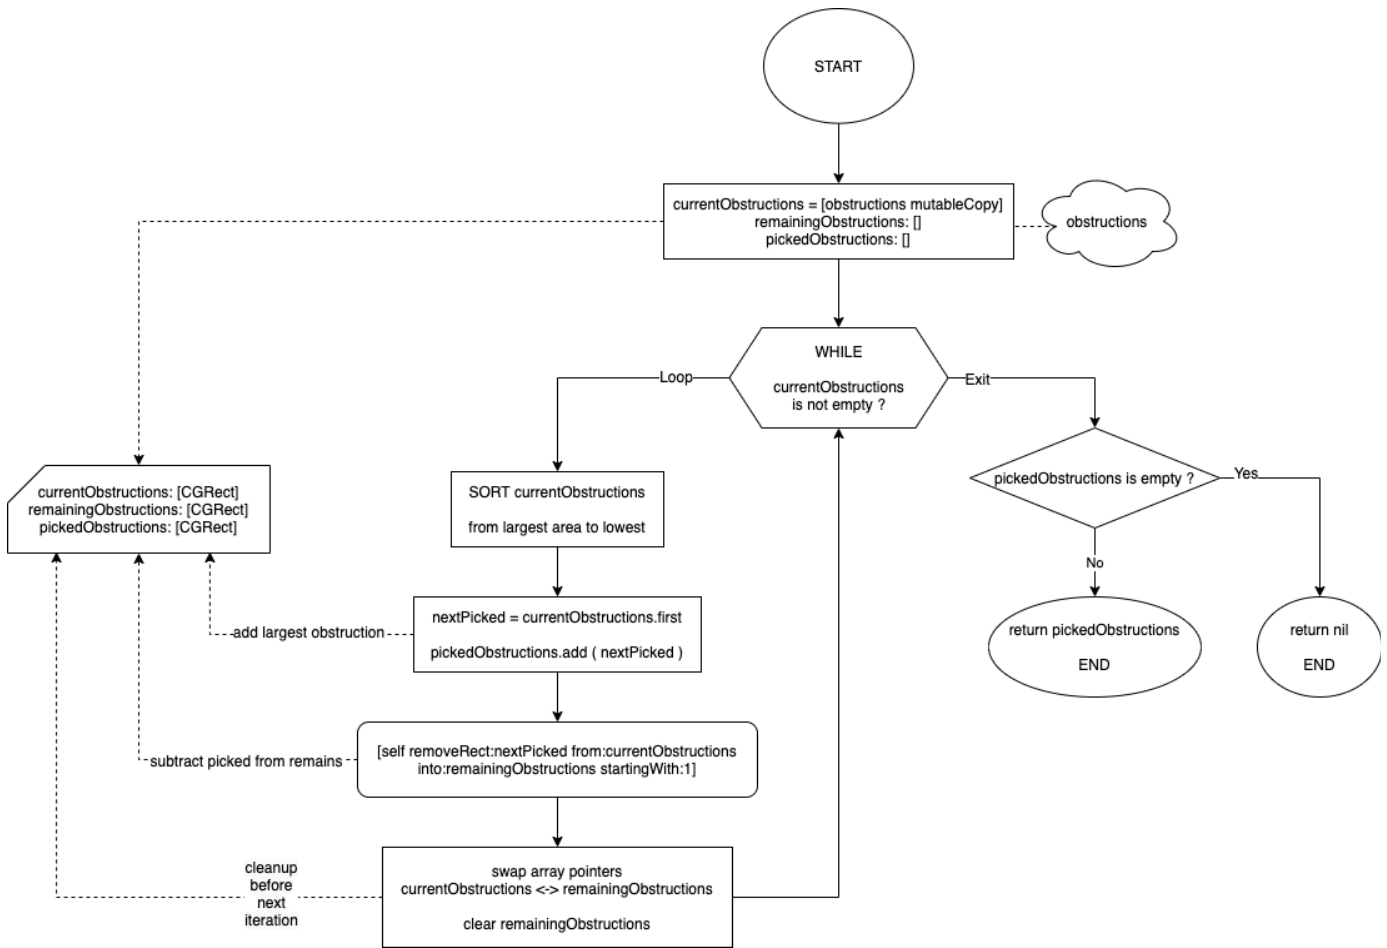 START
currentObstructions = [obstructions mutableCopy]
remainingObstructions: []
pickedObstructions: []
obstructions
WHILE
currentObstructions
is not empty ?
Loop
Exit
pickedObstructions is empty ?
Yes
No
return pickedObstructions
END
return nil
END
currentObstructions: [CGRect]
remainingObstructions: [CGRect]
pickedObstructions: [CGRect]
SORT currentObstructions
from largest area to lowest
nextPicked = currentObstructions.first
pickedObstructions.add ( nextPicked )
add largest obstruction
[self removeRect:nextPicked from:currentObstructions
into:remainingObstructions startingWith:1]
subtract picked from remains
swap array pointers
currentObstructions <-> remainingObstructions
clear remainingObstructions
cleanup
before
next
iteration